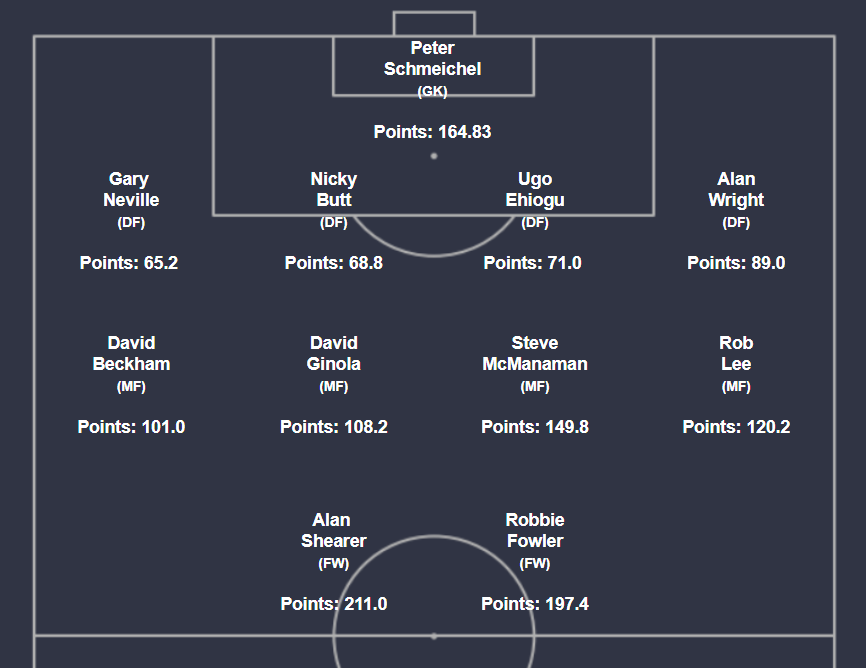 Peter
Schmeichel
(GK)
Points: 164.83
Gary
Neville
(DF)
Points: 65.2
Nicky
Butt
(DF)
Points: 68.8
Ugo
Ehiogu
(DF)
Points: 71.0
Alan
Wright
(DF)
Points: 89.0
David
Beckham
(MF)
Points: 101.0
David
Ginola
(MF)
Points: 108.2
Steve
McManaman
(MF)
Points: 149.8
Rob
Lee
(MF)
Points: 120.2
Alan
Shearer
(FW)
Points: 211.0
Robbie
Fowler
(FW)
Points: 197.4